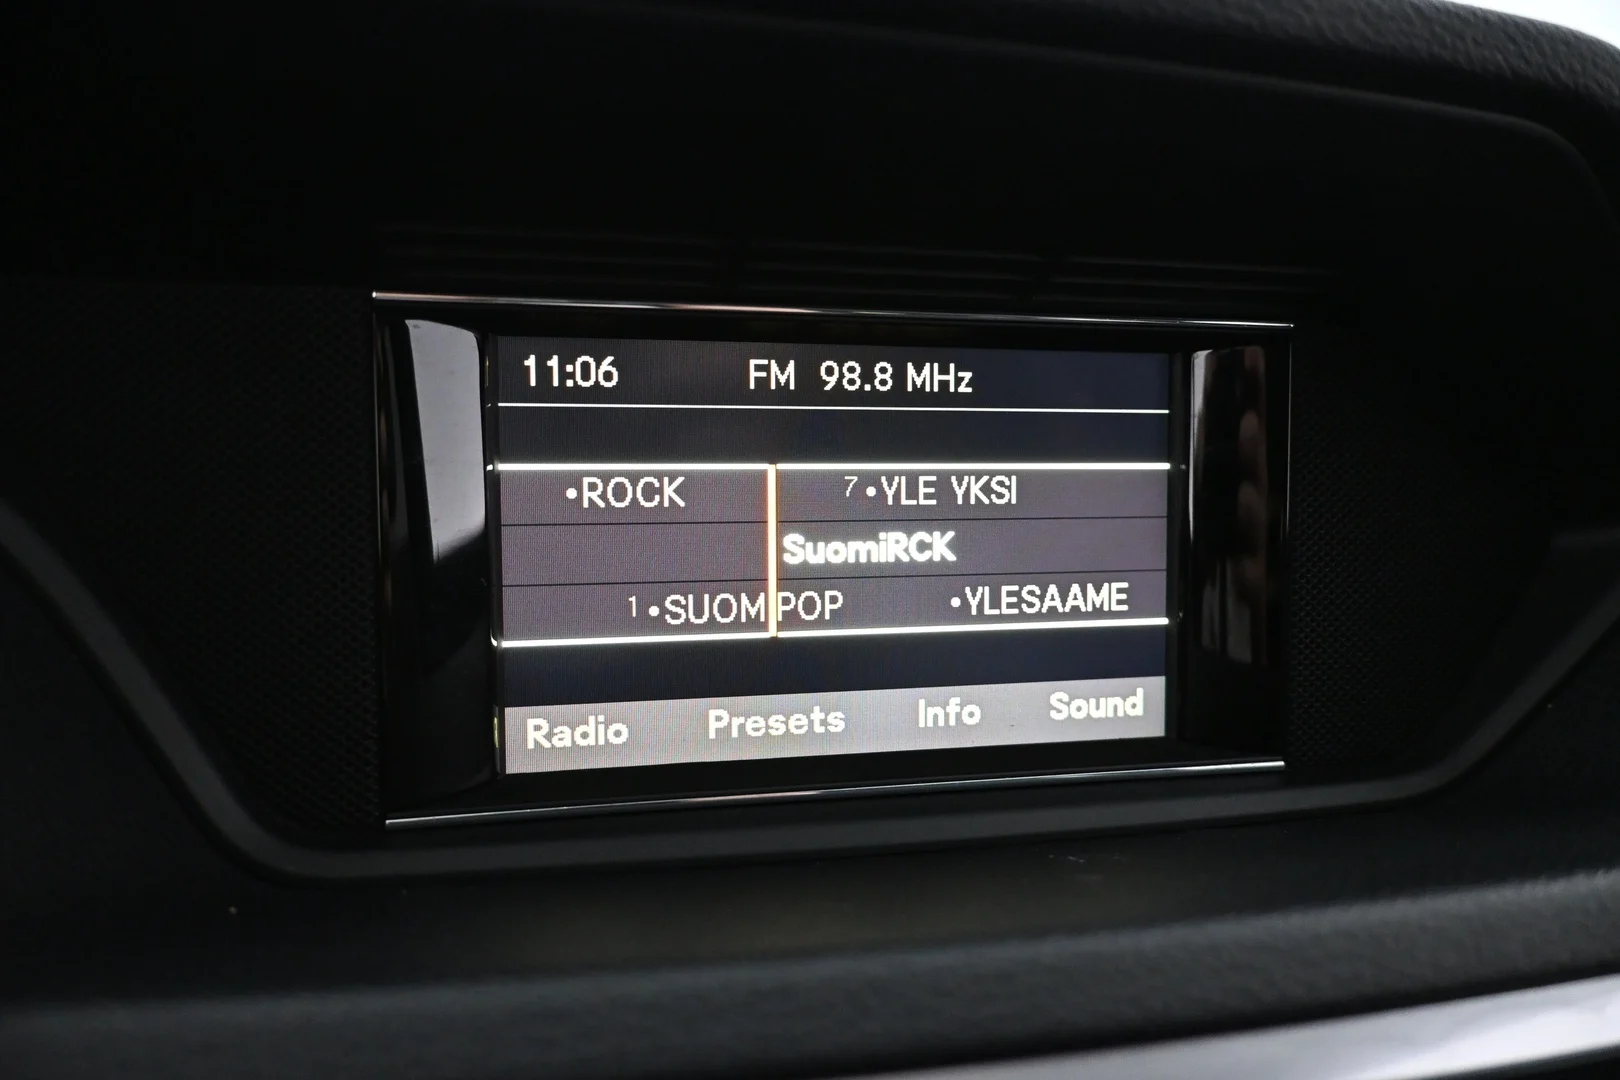 11:06 FM 98.8 MHz
•ROCK 7 •YLE YKSI
SuomiRCK
1 •SUOMIPOP •YLESAAME
Radio Presets Info Sound